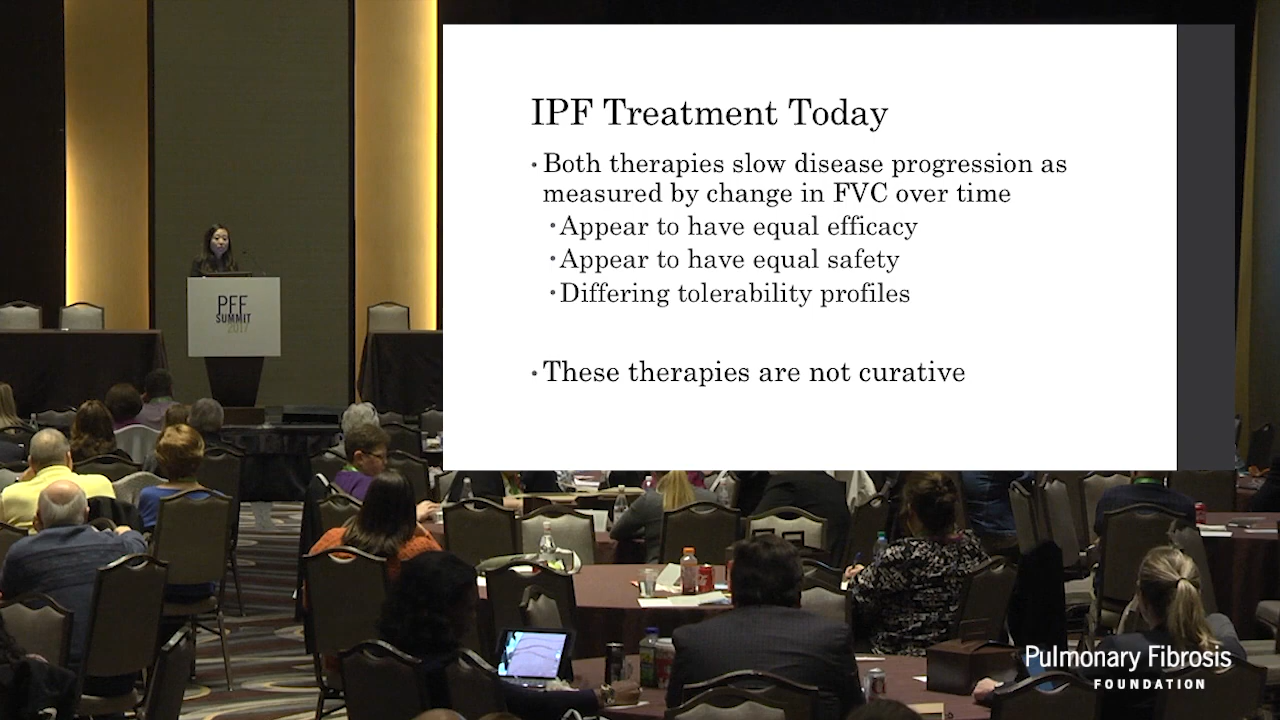 IPF Treatment Today
• Both therapies slow disease progression as
measured by change in FVC over time
• Appear to have equal efficacy
• Appear to have equal safety
• Differing tolerability profiles
• These therapies are not curative
PFF
SUMMIT
2017
Pulmonary Fibrosis
FOUNDATION